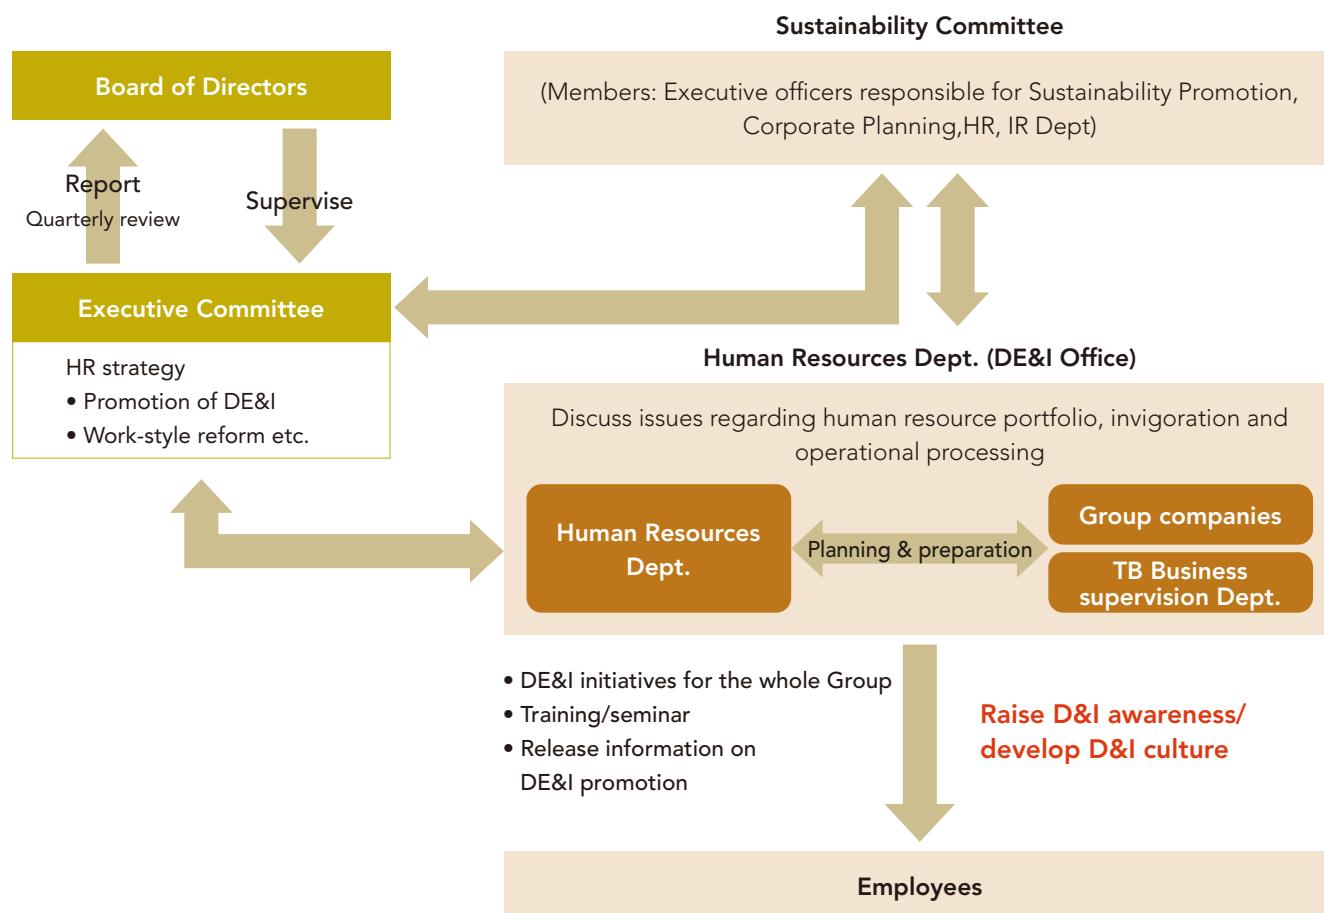 Sustainability Committee
Board of Directors
(Members: Executive officers responsible for Sustainability Promotion,
Corporate Planning,HR, IR Dept)
Report
Quarterly review
Supervise
Executive Committee
HR strategy
• Promotion of DE&I
• Work-style reform etc.
Human Resources Dept. (DE&I Office)
Discuss issues regarding human resource portfolio, invigoration and
operational processing
Human Resources
Dept.
Planning & preparation
Group companies
TB Business
supervision Dept.
• DE&I initiatives for the whole Group
• Training/seminar
• Release information on
DE&I promotion
Raise D&I awareness/
develop D&I culture
Employees